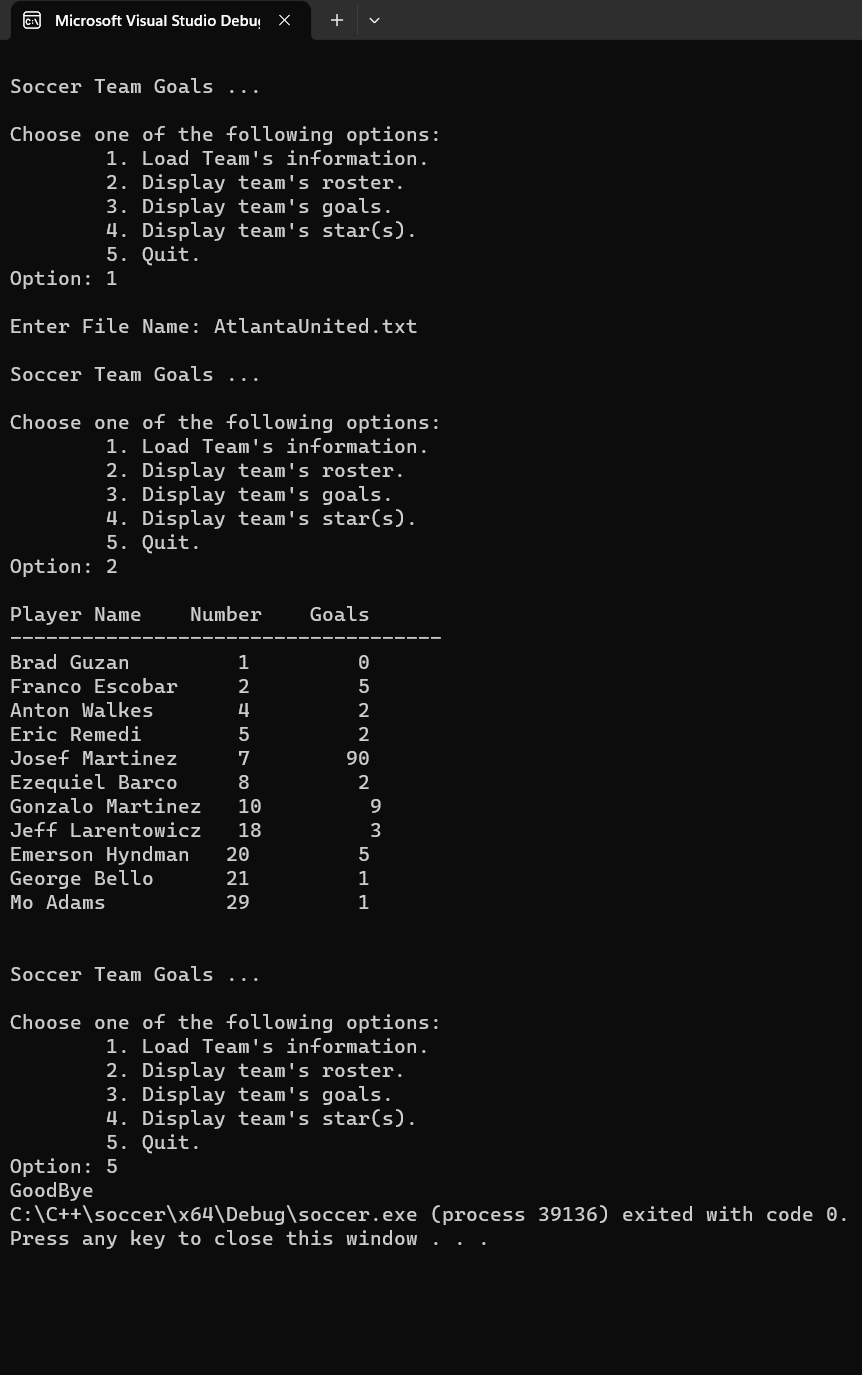 Microsoft Visual Studio Debug
Soccer Team Goals ...
Choose one of the following options:
        1. Load Team's information.
        2. Display team's roster.
        3. Display team's goals.
        4. Display team's star(s).
        5. Quit.
Option: 1
Enter File Name: AtlantaUnited.txt
Soccer Team Goals ...
Choose one of the following options:
        1. Load Team's information.
        2. Display team's roster.
        3. Display team's goals.
        4. Display team's star(s).
        5. Quit.
Option: 2
Player Name    Number    Goals
------------------------------------
Brad Guzan         1         0
Franco Escobar     2         5
Anton Walkes       4         2
Eric Remedi        5         2
Josef Martinez     7        90
Ezequiel Barco     8         2
Gonzalo Martinez   10         9
Jeff Larentowicz   18         3
Emerson Hyndman   20         5
George Bello      21         1
Mo Adams          29         1
Soccer Team Goals ...
Choose one of the following options:
        1. Load Team's information.
        2. Display team's roster.
        3. Display team's goals.
        4. Display team's star(s).
        5. Quit.
Option: 5
GoodBye
C:\C++\soccer\x64\Debug\soccer.exe (process 39136) exited with code 0.
Press any key to close this window . . .